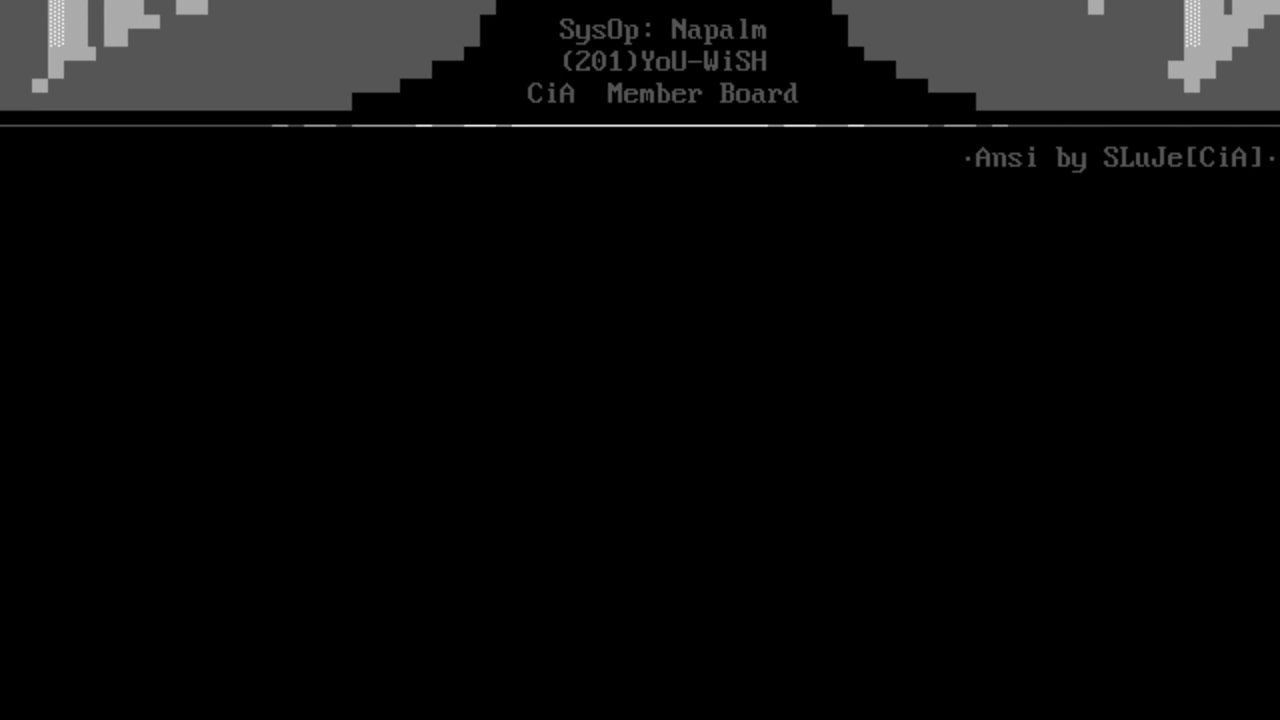 SysOp: Napalm
(201)YoU-WiSH
CiA  Member Board
·Ansi by SLuJe[CiA]·